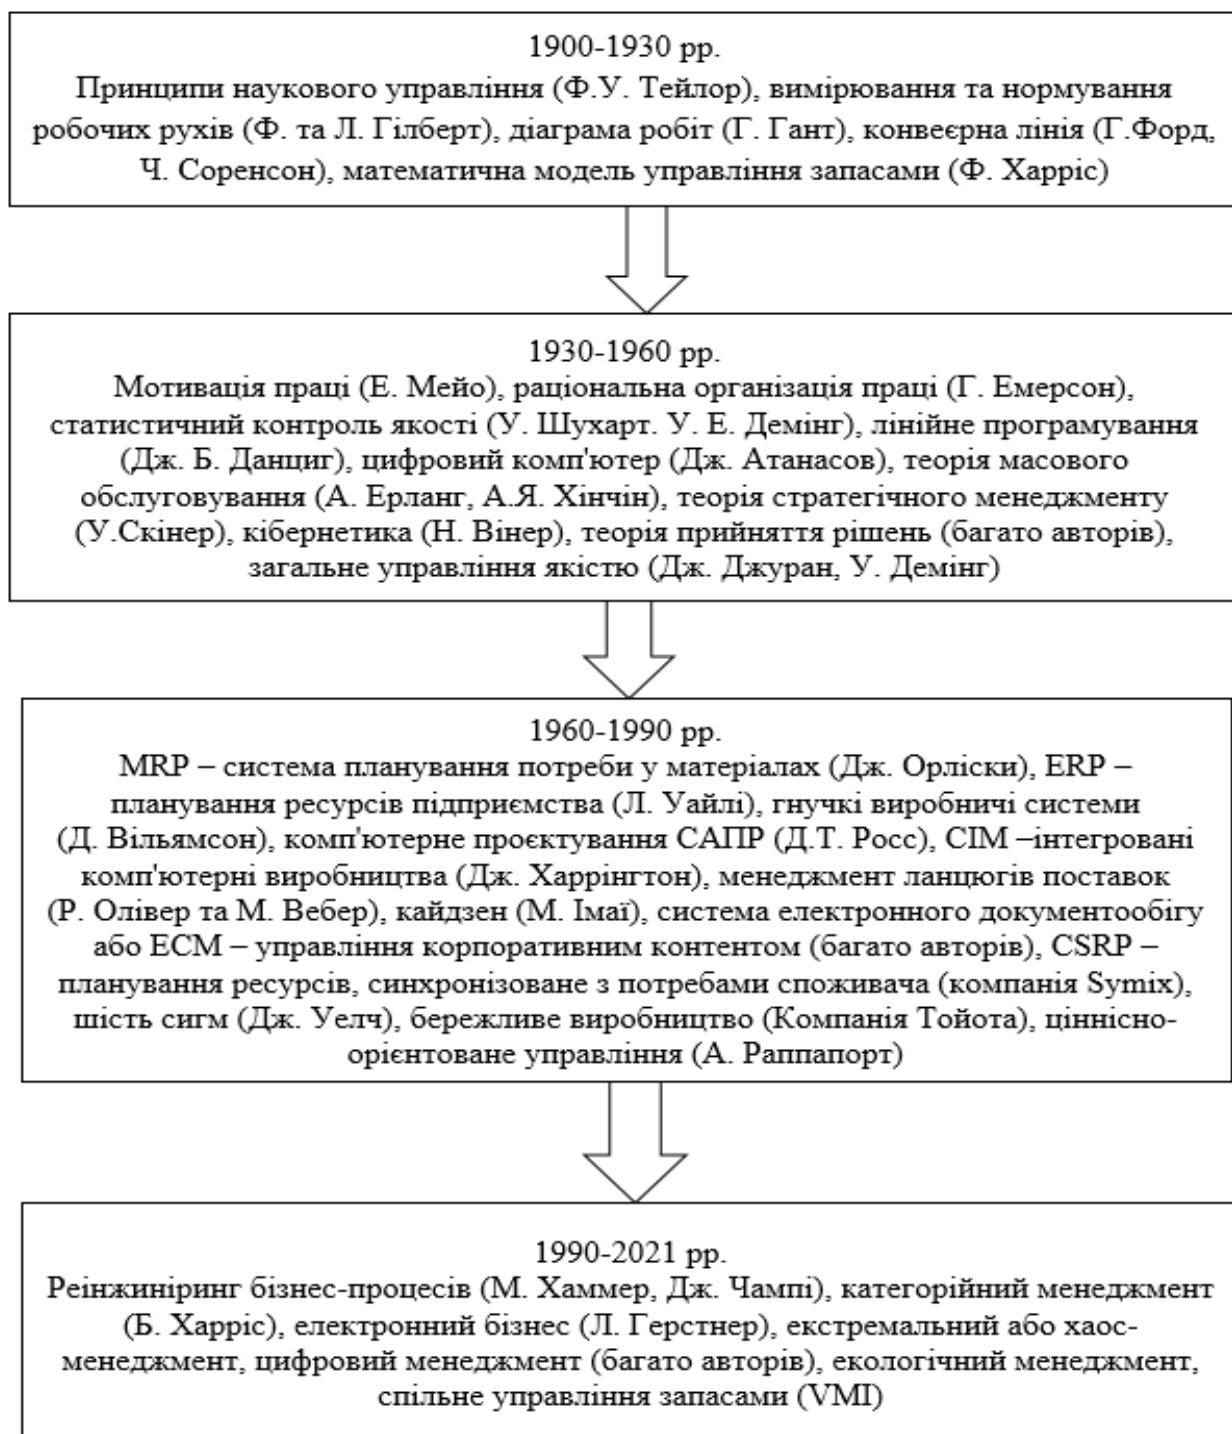 1900-1930 рр.
Принципи наукового управління (Ф.У. Тейлор), вимірювання та нормування
робочих рухів (Ф. та Л. Гілберт), діаграма робіт (Г. Гант), конвеєрна лінія (Г.Форд,
Ч. Соренсон), математична модель управління запасами (Ф. Харріс)
1930-1960 рр.
Мотивація праці (Е. Мейо), раціональна організація праці (Г. Емерсон),
статистичний контроль якості (У. Шухарт. У. Е. Демінг), лінійне програмування
(Дж. Б. Данциг), цифровий комп'ютер (Дж. Атанасов), теорія масового
обслуговування (А. Ерланг, А.Я. Хінчін), теорія стратегічного менеджменту
(У.Скінер), кібернетика (Н. Вінер), теорія прийняття рішень (багато авторів),
загальне управління якістю (Дж. Джуран, У. Демінг)
1960-1990 рр.
MRP – система планування потреби у матеріалах (Дж. Орліски), ERP –
планування ресурсів підприємства (Л. Уайлі), гнучкі виробничі системи
(Д. Вільямсон), комп'ютерне проєктування САПР (Д.Т. Росс), CIM –інтегровані
комп'ютерні виробництва (Дж. Харрінгтон), менеджмент ланцюгів поставок
(Р. Олівер та М. Вебер), кайдзен (М. Імаї), система електронного документообігу
або ECM – управління корпоративним контентом (багато авторів), CSRP –
планування ресурсів, синхронізоване з потребами споживача (компанія Symix),
шість сигм (Дж. Уелч), бережливе виробництво (Компанія Тойота), ціннісно-
орієнтоване управління (А. Раппапорт)
1990-2021 рр.
Реінжиніринг бізнес-процесів (М. Хаммер, Дж. Чампі), категорійний менеджмент
(Б. Харріс), електронний бізнес (Л. Герстнер), екстремальний або хаос-
менеджмент, цифровий менеджмент (багато авторів), екологічний менеджмент,
спільне управління запасами (VMI)